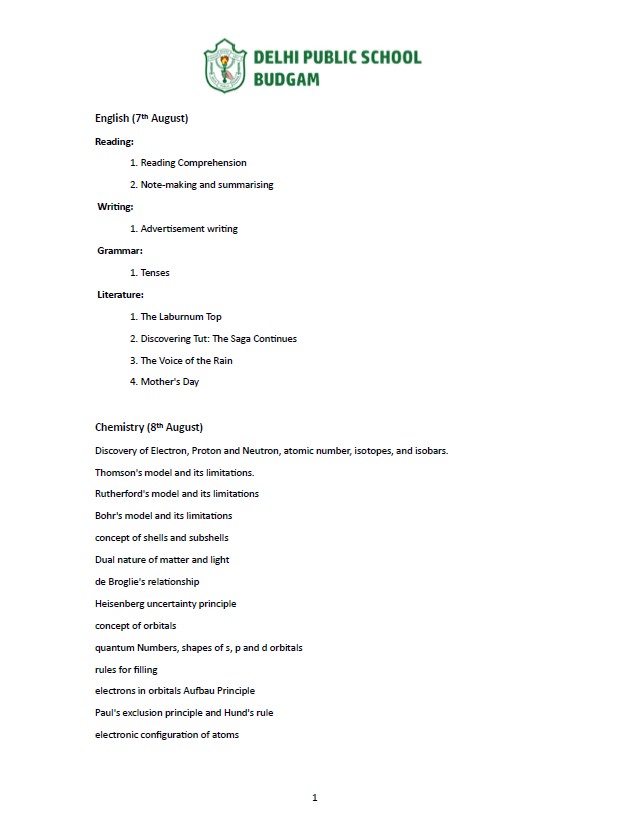 DELHI PUBLIC SCHOOL
BUDGAM
English (7th August)
Reading:
1. Reading Comprehension
2. Note-making and summarising
Writing:
1. Advertisement writing
Grammar:
1. Tenses
Literature:
1. The Laburnum Top
2. Discovering Tut: The Saga Continues
3. The Voice of the Rain
4. Mother's Day
Chemistry (8th August)
Discovery of Electron, Proton and Neutron, atomic number, isotopes, and isobars.
Thomson's model and its limitations.
Rutherford's model and its limitations
Bohr's model and its limitations
concept of shells and subshells
Dual nature of matter and light
de Broglie's relationship
Heisenberg uncertainty principle
concept of orbitals
quantum Numbers, shapes of s, p and d orbitals
rules for filling
electrons in orbitals Aufbau Principle
Paul's exclusion principle and Hund's rule
electronic configuration of atoms
1